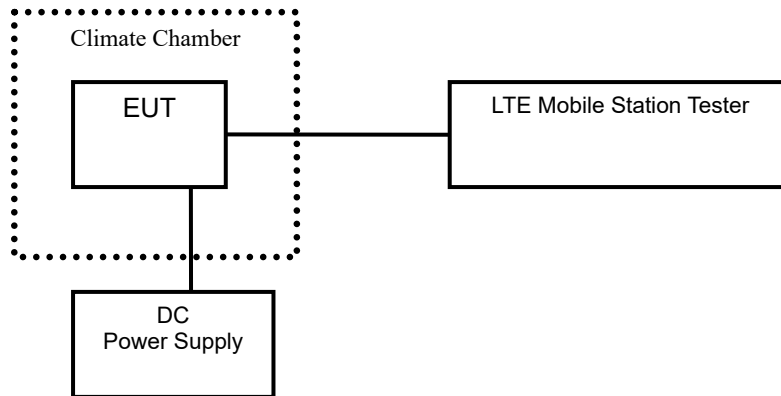 Climate Chamber
EUT
LTE Mobile Station Tester
DC
Power Supply